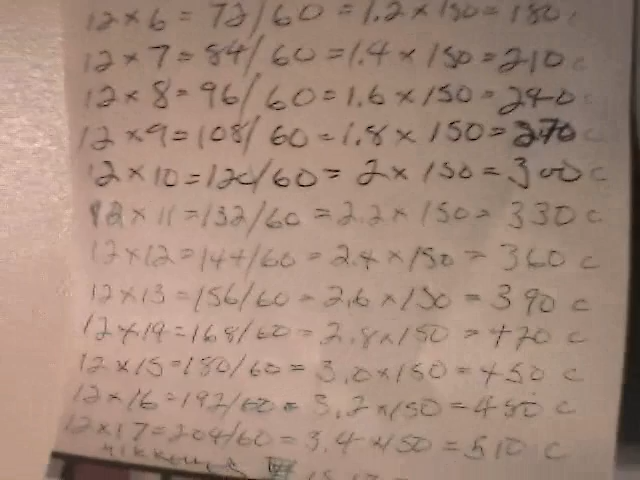 12 x 6 = 72/60 = 1.2 x 150 = 180 c
12 x 7 = 84/60 = 1.4 x 150 = 210 c
12 x 8 = 96/60 = 1.6 x 150 = 240 c
12 x 9 = 108/60 = 1.8 x 150 = 270 c
12 x 10 = 120/60 = 2 x 150 = 300 c
12 x 11 = 132/60 = 2.2 x 150 = 330 c
12 x 12 = 144/60 = 2.4 x 150 = 360 c
12 x 13 = 156/60 = 2.6 x 150 = 390 c
12 x 14 = 168/60 = 2.8 x 150 = 420 c
12 x 15 = 180/60 = 3.0 x 150 = 450 c
12 x 16 = 192/60 = 3.2 x 150 = 480 c
12 x 17 = 204/60 = 3.4 x 150 = 510 c